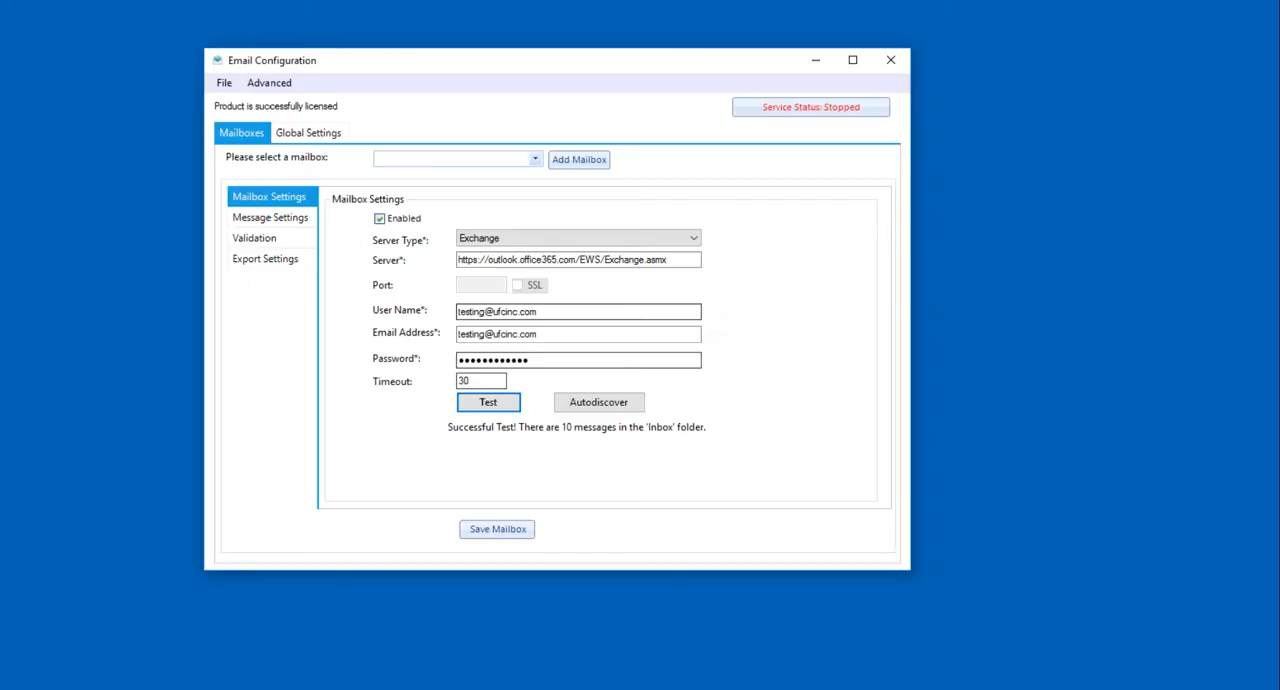 Email Configuration
File Advanced
Product is successfully licensed
Service Status: Stopped
Mailboxes Global Settings
Please select a mailbox:
Add Mailbox
Mailbox Settings
Message Settings
Validation
Export Settings
Mailbox Settings
Enabled
Server Type*: Exchange
Server*: https://outlook.office365.com/EWS/Exchange.asmx
Port: SSL
User Name*: testing@ufcinc.com
Email Address*: testing@ufcinc.com
Password*: ●●●●●●●●●●●●
Timeout: 30
Test Autodiscover
Successful Test! There are 10 messages in the 'Inbox' folder.
Save Mailbox